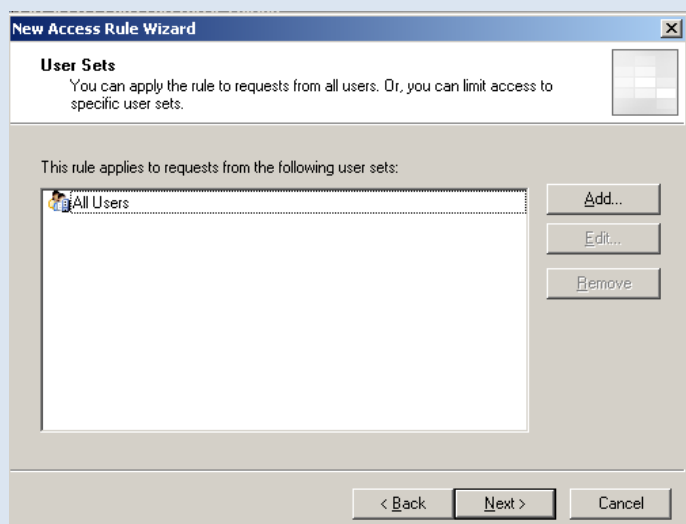 New Access Rule Wizard
User Sets
You can apply the rule to requests from all users. Or, you can limit access to
specific user sets.
This rule applies to requests from the following user sets:
All Users
Add...
Edit...
Remove
< Back
Next >
Cancel